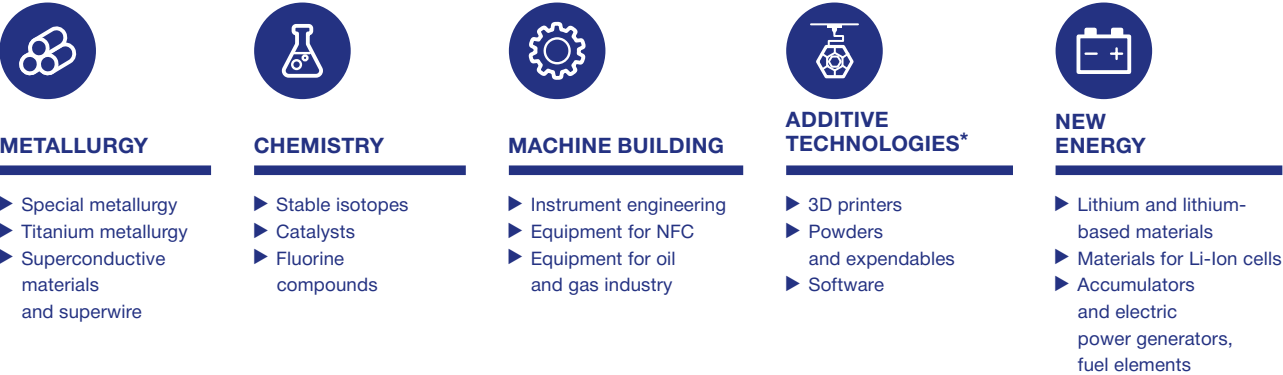 METALLURGY
Special metallurgy
Titanium metallurgy
Superconductive
materials
and superwire
CHEMISTRY
Stable isotopes
Catalysts
Fluorine
compounds
MACHINE BUILDING
Instrument engineering
Equipment for NFC
Equipment for oil
and gas industry
ADDITIVE
TECHNOLOGIES*
3D printers
Powders
and expendables
Software
NEW
ENERGY
Lithium and lithium-
based materials
Materials for Li-Ion cells
Accumulators
and electric
power generators,
fuel elements